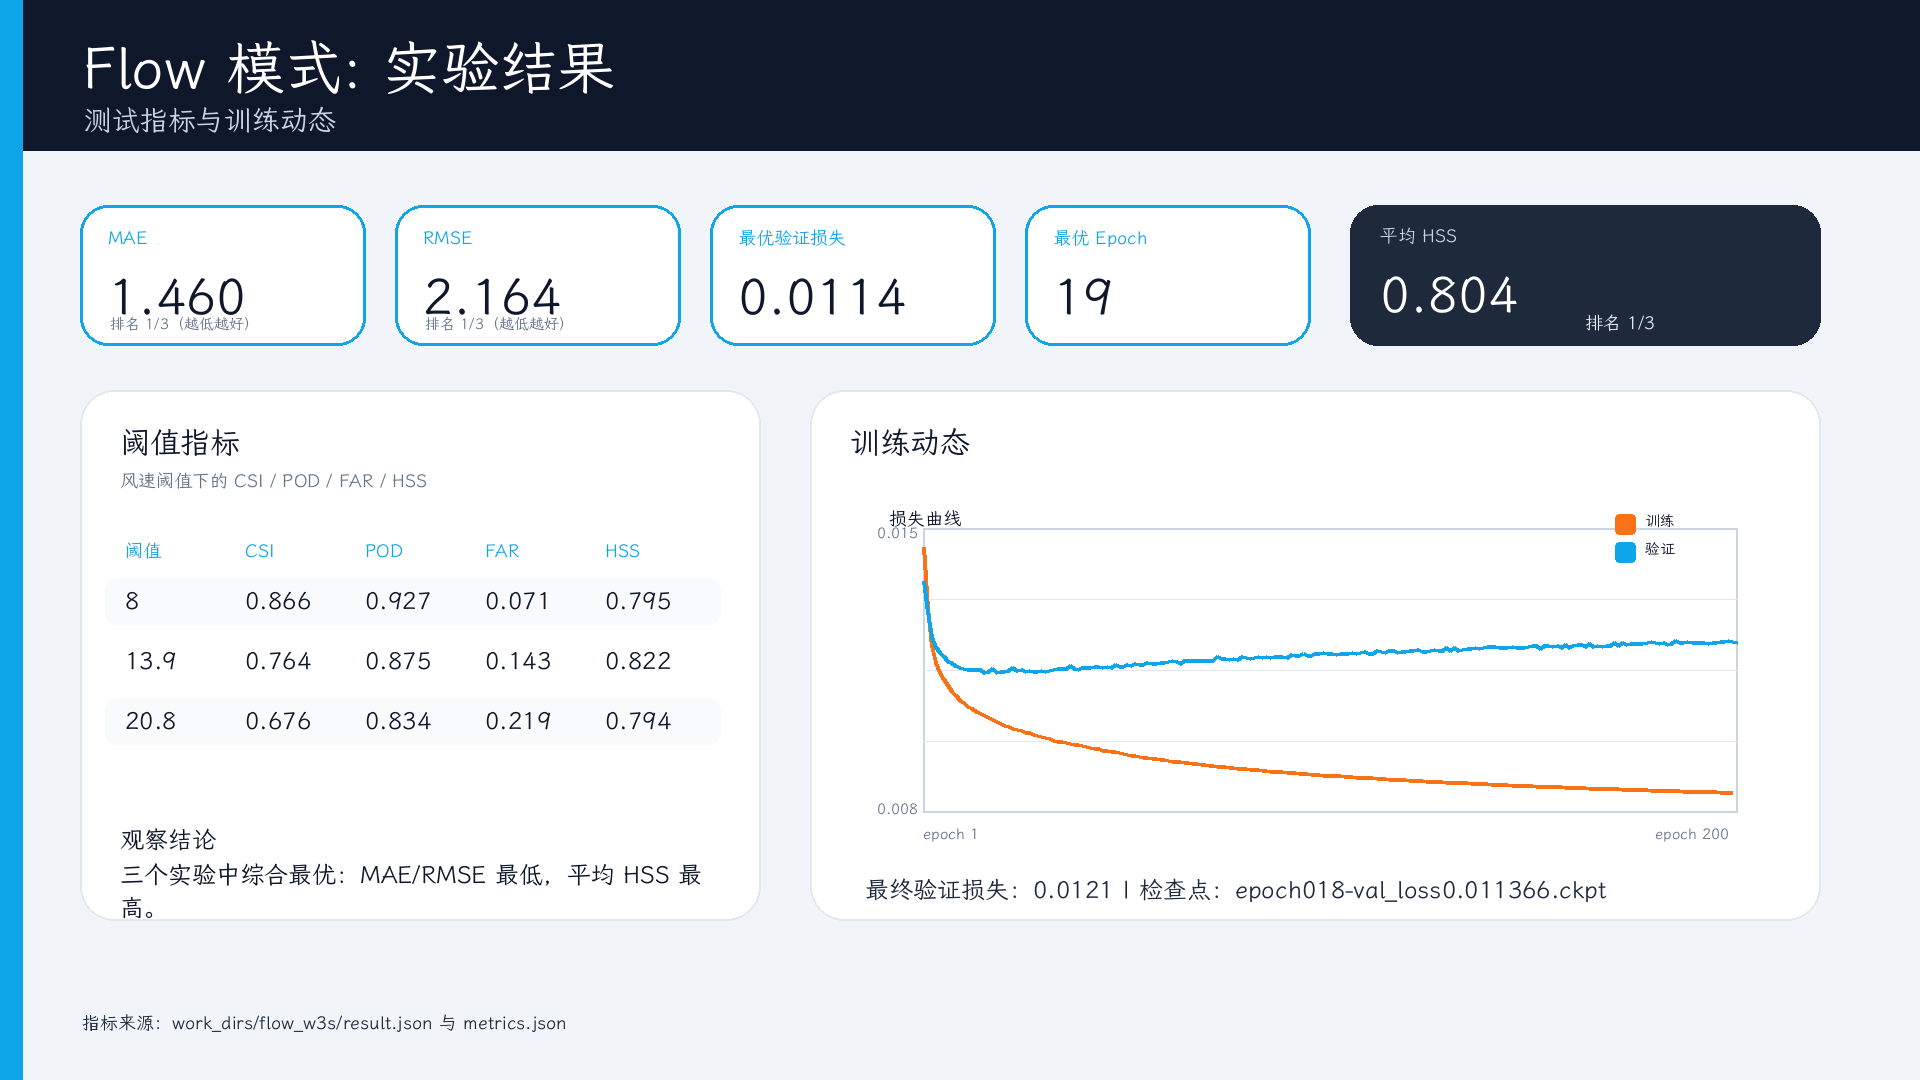 Flow 模式: 实验结果
测试指标与训练动态
MAE
1.460
排名 1/3（越低越好）
RMSE
2.164
排名 1/3（越低越好）
最优验证损失
0.0114
最优 Epoch
19
平均 HSS
0.804
排名 1/3
阈值指标
风速阈值下的 CSI / POD / FAR / HSS
阈值 CSI POD FAR HSS
8 0.866 0.927 0.071 0.795
13.9 0.764 0.875 0.143 0.822
20.8 0.676 0.834 0.219 0.794
观察结论
三个实验中综合最优：MAE/RMSE 最低，平均 HSS 最
高。
训练动态
损失曲线
0.015
训练
验证
0.008
epoch 1
epoch 200
最终验证损失：0.0121 | 检查点：epoch018-val_loss0.011366.ckpt
指标来源：work_dirs/flow_w3s/result.json 与 metrics.json